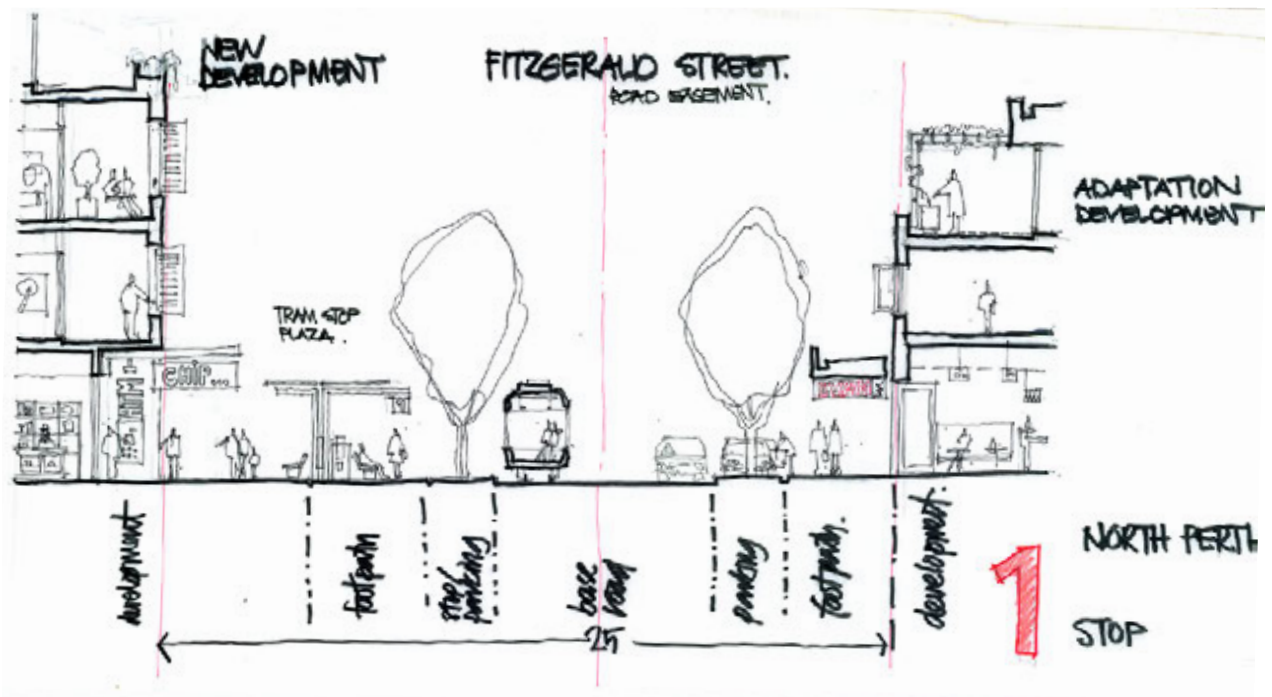 NEW
DEVELOPMENT
FITZGERALD STREET.
ROAD EASEMENT.
ADAPTATION
DEVELOPMENT
TRAM STOP
PLAZA.
CHIP...
development
footpath
stop/
parking
base
road
parking
footpath.
development.
25
1
NORTH PERTH
STOP